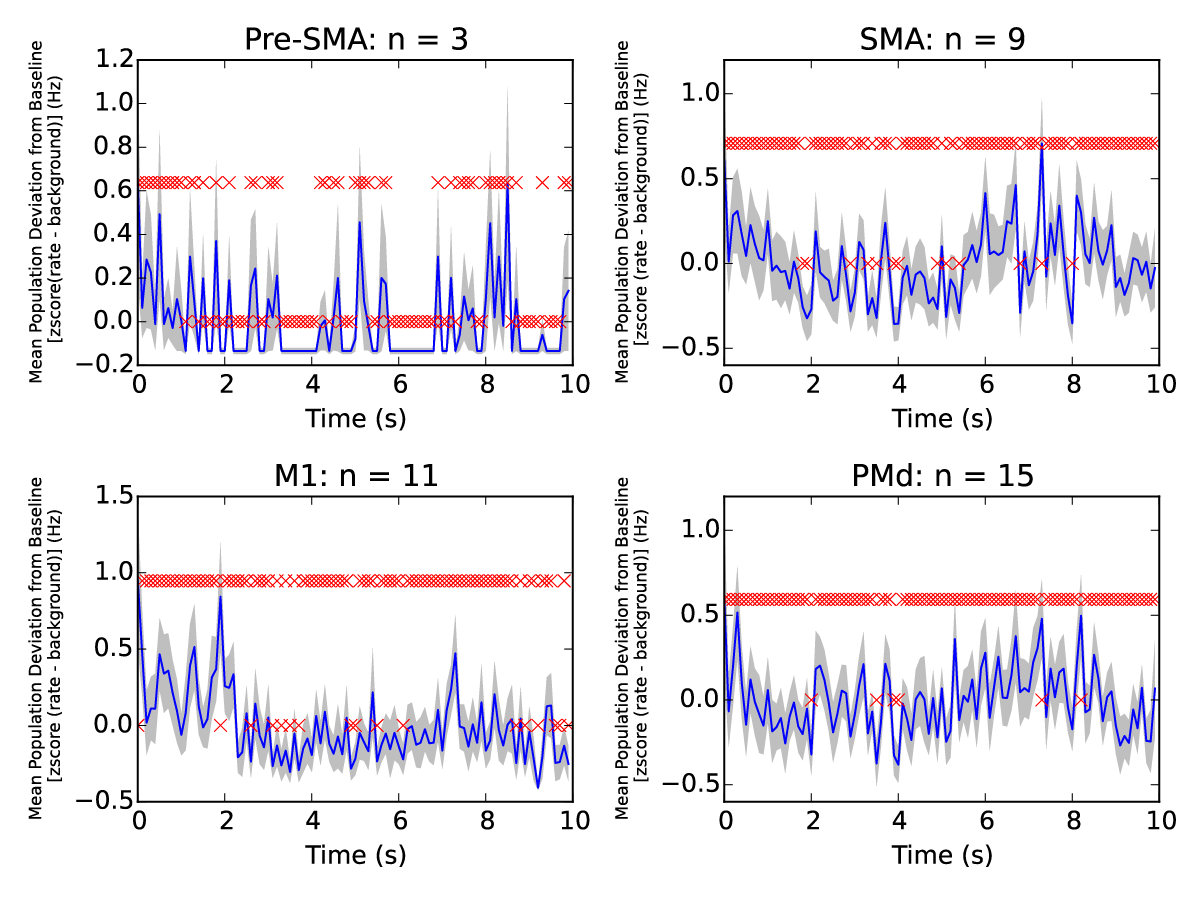 Pre-SMA: n = 3
Mean Population Deviation from Baseline
[zscore(rate - background)] (Hz)
1.2
1.0
0.8
0.6
0.4
0.2
0.0
−0.2
0 2 4 6 8 10
Time (s)
SMA: n = 9
Mean Population Deviation from Baseline
[zscore (rate - background)] (Hz)
1.0
0.5
0.0
−0.5
0 2 4 6 8 10
Time (s)
M1: n = 11
Mean Population Deviation from Baseline
[zscore (rate - background)] (Hz)
1.5
1.0
0.5
0.0
−0.5
0 2 4 6 8 10
Time (s)
PMd: n = 15
Mean Population Deviation from Baseline
[zscore (rate - background)] (Hz)
1.0
0.5
0.0
−0.5
0 2 4 6 8 10
Time (s)